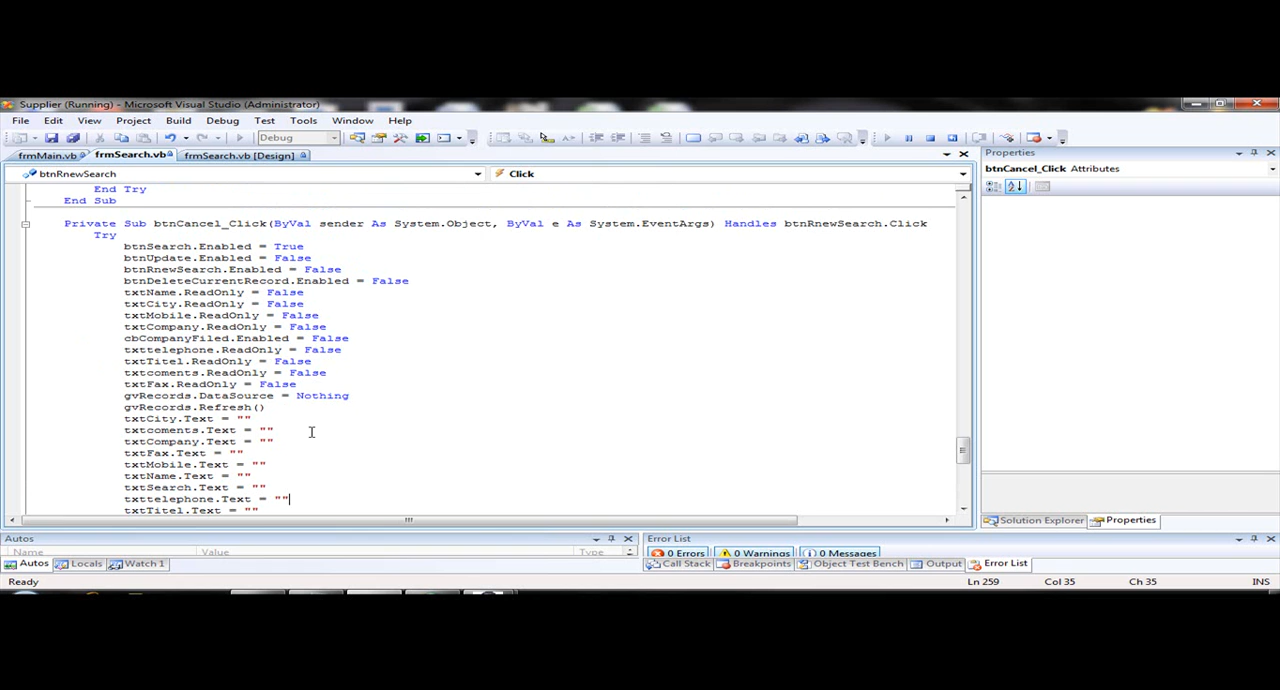 Supplier (Running) - Microsoft Visual Studio (Administrator)
File Edit View Project Build Debug Test Tools Window Help
Debug
frmMain.vb frmSearch.vb frmSearch.vb [Design]
Properties
btnRnewSearch Click
btnCancel_Click Attributes
End Try
End Sub
Private Sub btnCancel_Click(ByVal sender As System.Object, ByVal e As System.EventArgs) Handles btnRnewSearch.Click
Try
btnSearch.Enabled = True
btnUpdate.Enabled = False
btnRnewSearch.Enabled = False
btnDeleteCurrentRecord.Enabled = False
txtName.ReadOnly = False
txtCity.ReadOnly = False
txtMobile.ReadOnly = False
txtCompany.ReadOnly = False
cbCompanyFiled.Enabled = False
txttelephone.ReadOnly = False
txtTitel.ReadOnly = False
txtcoments.ReadOnly = False
txtFax.ReadOnly = False
gvRecords.DataSource = Nothing
gvRecords.Refresh()
txtCity.Text = ""
txtcoments.Text = ""
txtCompany.Text = ""
txtFax.Text = ""
txtMobile.Text = ""
txtName.Text = ""
txtSearch.Text = ""
txttelephone.Text = ""
txtTitel.Text = ""
Solution Explorer Properties
Autos Error List
Name Value Type 0 Errors 0 Warnings 0 Messages
Autos Locals Watch 1 Call Stack Breakpoints Object Test Bench Output Error List
Ready Ln 259 Col 35 Ch 35 INS